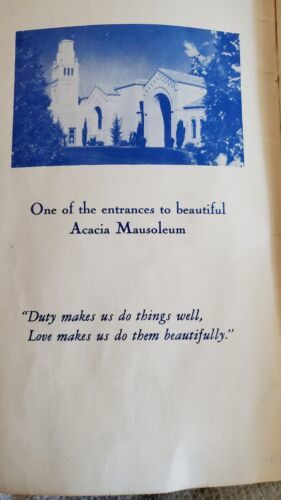 One of the entrances to beautiful
Acacia Mausoleum
"Duty makes us do things well,
Love makes us do them beautifully."